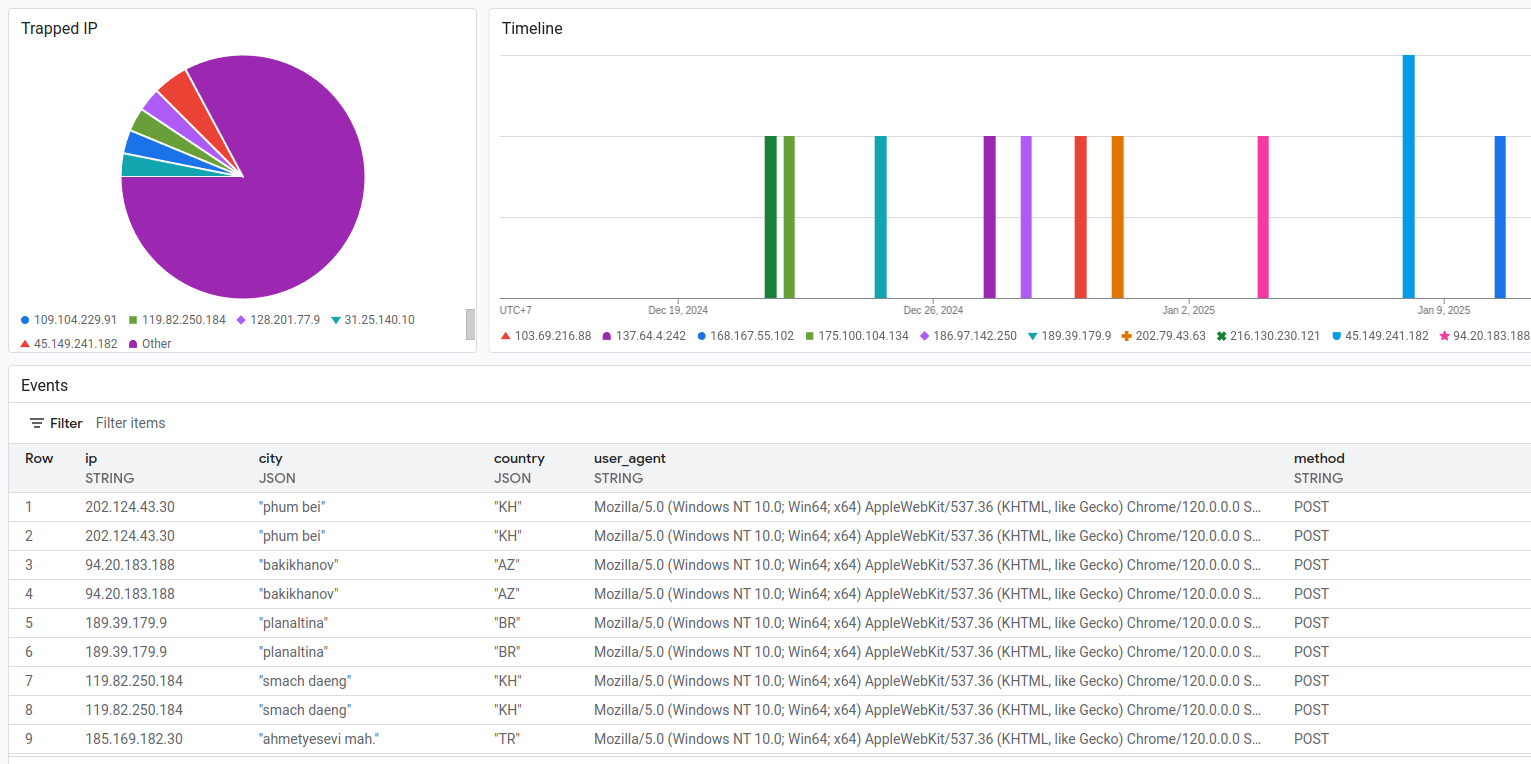 Trapped IP
109.104.229.91 119.82.250.184 128.201.77.9 31.25.140.10
45.149.241.182 Other
Timeline
UTC+7 Dec 19, 2024 Dec 26, 2024 Jan 2, 2025 Jan 9, 2025
103.69.216.88 137.64.4.242 168.167.55.102 175.100.104.134 186.97.142.250 189.39.179.9 202.79.43.63 216.130.230.121 45.149.241.182 94.20.183.188
Events
Filter Filter items
Row ip city country user_agent method
STRING JSON JSON STRING STRING
1 202.124.43.30 "phum bei" "KH" Mozilla/5.0 (Windows NT 10.0; Win64; x64) AppleWebKit/537.36 (KHTML, like Gecko) Chrome/120.0.0.0 S... POST
2 202.124.43.30 "phum bei" "KH" Mozilla/5.0 (Windows NT 10.0; Win64; x64) AppleWebKit/537.36 (KHTML, like Gecko) Chrome/120.0.0.0 S... POST
3 94.20.183.188 "bakikhanov" "AZ" Mozilla/5.0 (Windows NT 10.0; Win64; x64) AppleWebKit/537.36 (KHTML, like Gecko) Chrome/120.0.0.0 S... POST
4 94.20.183.188 "bakikhanov" "AZ" Mozilla/5.0 (Windows NT 10.0; Win64; x64) AppleWebKit/537.36 (KHTML, like Gecko) Chrome/120.0.0.0 S... POST
5 189.39.179.9 "planaltina" "BR" Mozilla/5.0 (Windows NT 10.0; Win64; x64) AppleWebKit/537.36 (KHTML, like Gecko) Chrome/120.0.0.0 S... POST
6 189.39.179.9 "planaltina" "BR" Mozilla/5.0 (Windows NT 10.0; Win64; x64) AppleWebKit/537.36 (KHTML, like Gecko) Chrome/120.0.0.0 S... POST
7 119.82.250.184 "smach daeng" "KH" Mozilla/5.0 (Windows NT 10.0; Win64; x64) AppleWebKit/537.36 (KHTML, like Gecko) Chrome/120.0.0.0 S... POST
8 119.82.250.184 "smach daeng" "KH" Mozilla/5.0 (Windows NT 10.0; Win64; x64) AppleWebKit/537.36 (KHTML, like Gecko) Chrome/120.0.0.0 S... POST
9 185.169.182.30 "ahmetyesevi mah." "TR" Mozilla/5.0 (Windows NT 10.0; Win64; x64) AppleWebKit/537.36 (KHTML, like Gecko) Chrome/120.0.0.0 S... POST